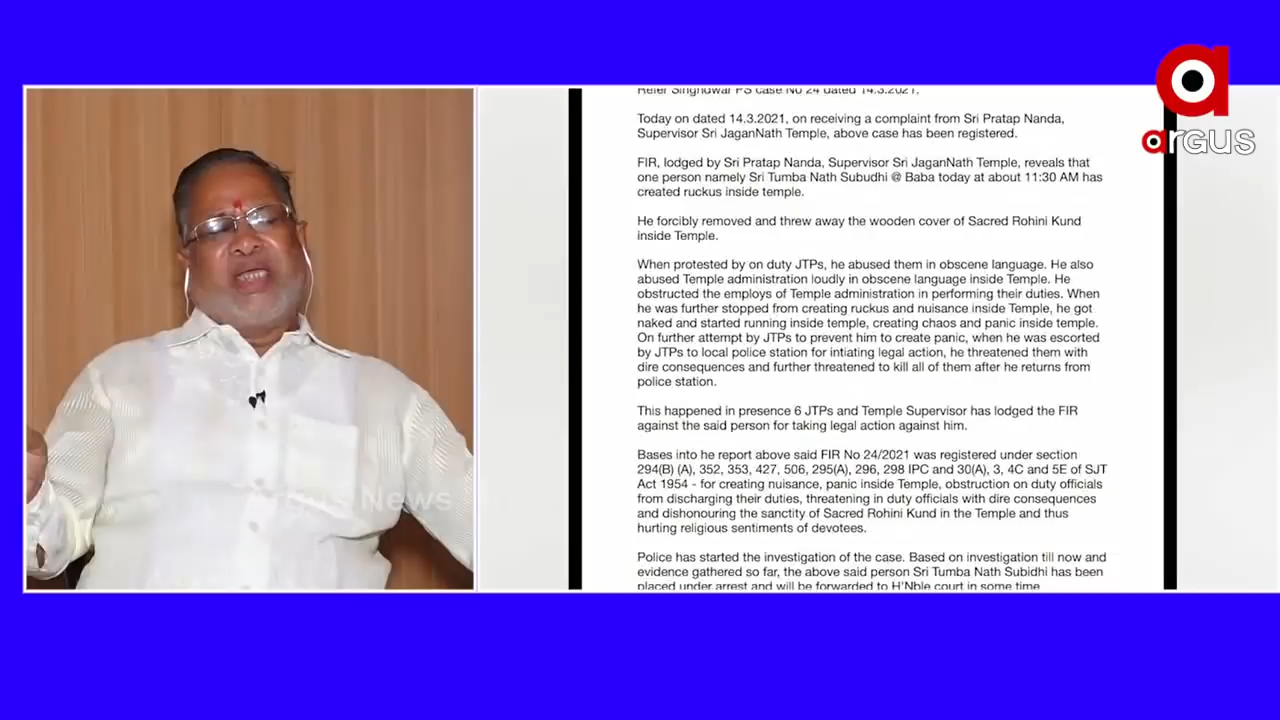 argus
Argus News
Refer Singhdwar PS case No 24 dated 14.3.2021,
Today on dated 14.3.2021, on receiving a complaint from Sri Pratap Nanda,
Supervisor Sri JaganNath Temple, above case has been registered.
FIR, lodged by Sri Pratap Nanda, Supervisor Sri JaganNath Temple, reveals that
one person namely Sri Tumba Nath Subudhi @ Baba today at about 11:30 AM has
created ruckus inside temple.
He forcibly removed and threw away the wooden cover of Sacred Rohini Kund
inside Temple.
When protested by on duty JTPs, he abused them in obscene language. He also
abused Temple administration loudly in obscene language inside Temple. He
obstructed the employs of Temple administration in performing their duties. When
he was further stopped from creating ruckus and nuisance inside Temple, he got
naked and started running inside temple, creating chaos and panic inside temple.
On further attempt by JTPs to prevent him to create panic, when he was escorted
by JTPs to local police station for intiating legal action, he threatened them with
dire consequences and further threatened to kill all of them after he returns from
police station.
This happened in presence 6 JTPs and Temple Supervisor has lodged the FIR
against the said person for taking legal action against him.
Bases into he report above said FIR No 24/2021 was registered under section
294(B) (A), 352, 353, 427, 506, 295(A), 296, 298 IPC and 30(A), 3, 4C and 5E of SJT
Act 1954 - for creating nuisance, panic inside Temple, obstruction on duty officials
from discharging their duties, threatening in duty officials with dire consequences
and dishonouring the sanctity of Sacred Rohini Kund in the Temple and thus
hurting religious sentiments of devotees.
Police has started the investigation of the case. Based on investigation till now and
evidence gathered so far, the above said person Sri Tumba Nath Subidhi has been
placed under arrest and will be forwarded to H'Nble court in some time